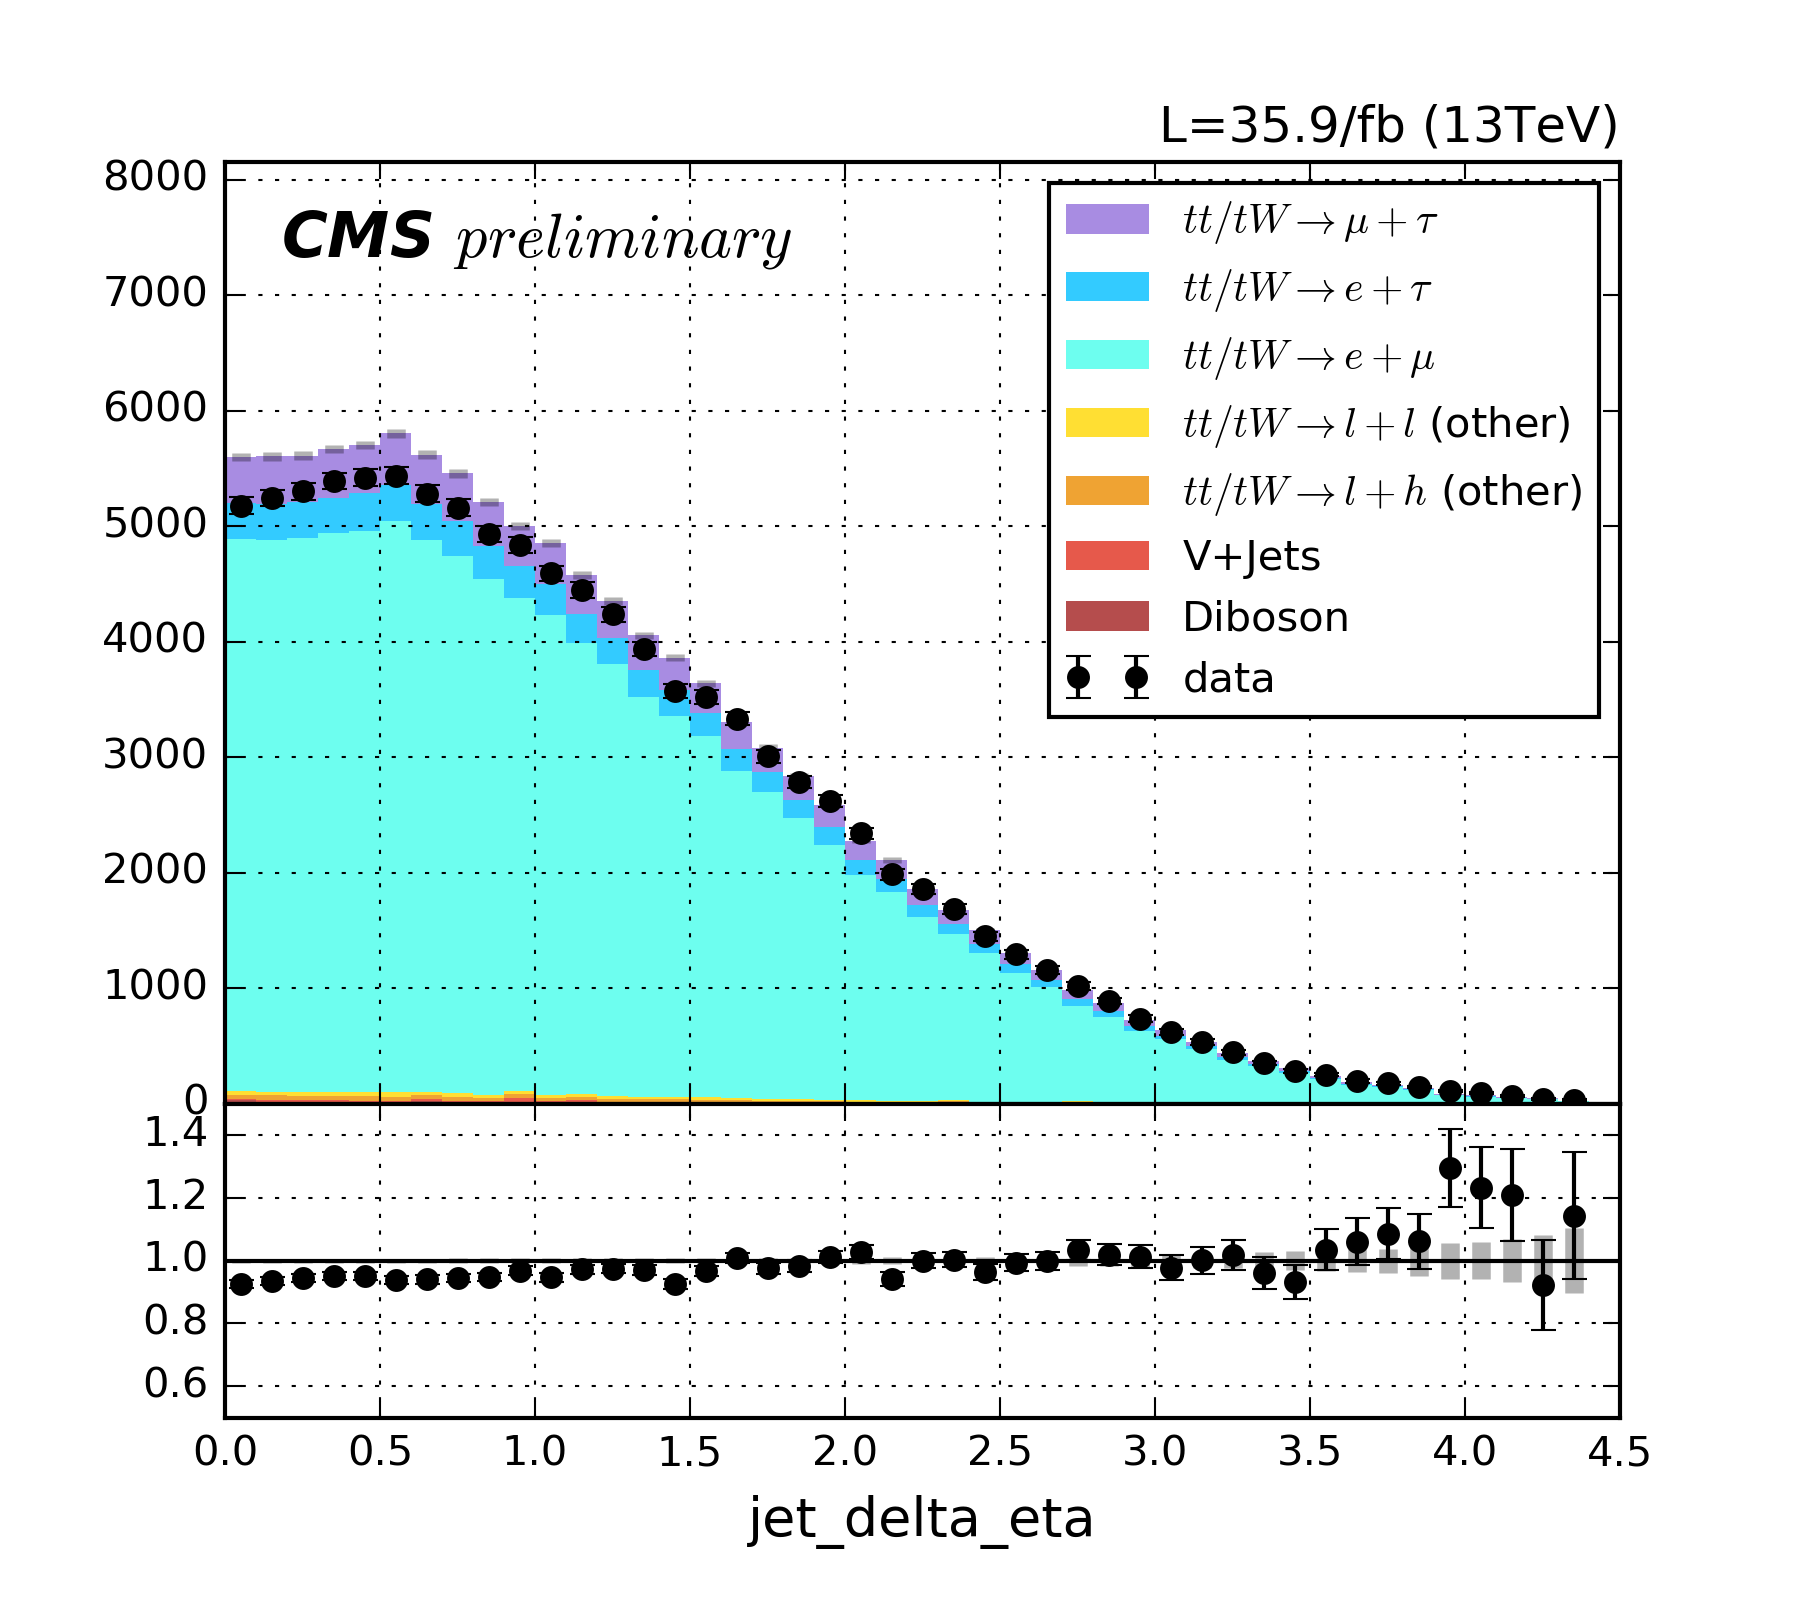 L=35.9/fb (13TeV)
CMS preliminary
8000
7000
6000
5000
4000
3000
2000
1000
0
tt/tW → μ + τ
tt/tW → e + τ
tt/tW → e + μ
tt/tW → l + l (other)
tt/tW → l + h (other)
V+Jets
Diboson
data
1.4
1.2
1.0
0.8
0.6
0.0 0.5 1.0 1.5 2.0 2.5 3.0 3.5 4.0 4.5
jet_delta_eta